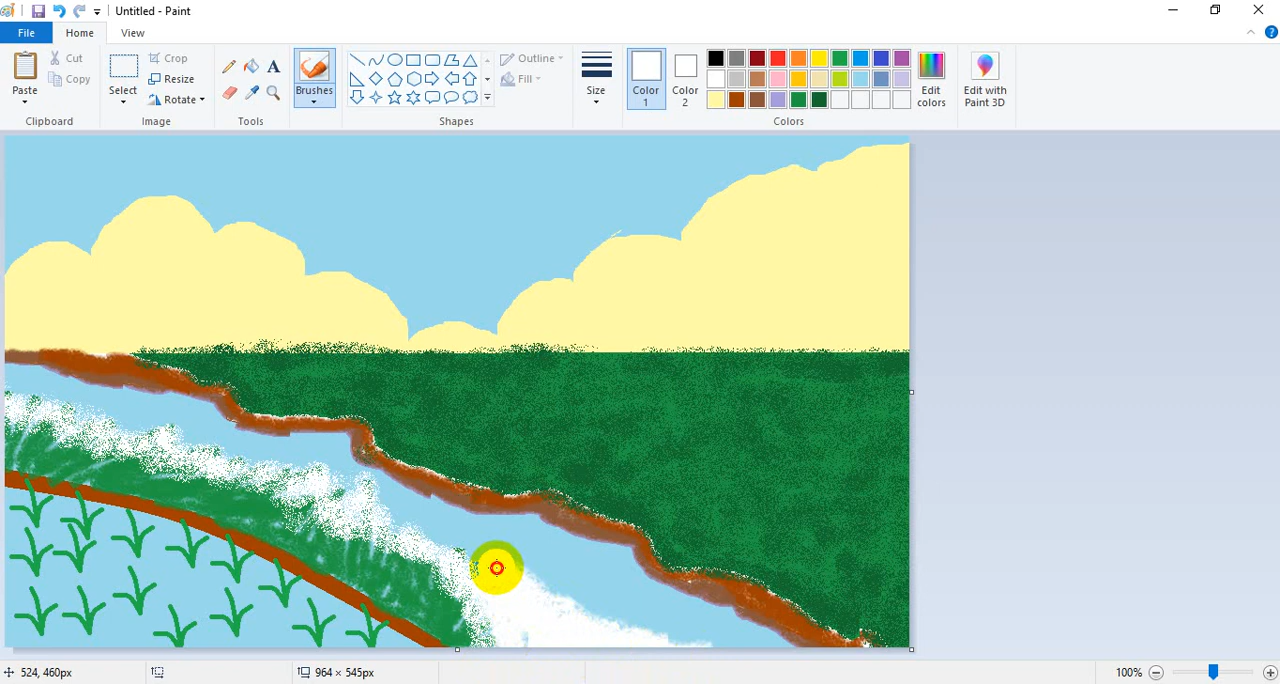 Untitled - Paint
File Home View
Paste
Cut
Copy
Clipboard
Select
Crop
Resize
Rotate
Image
A
Tools
Brushes
Outline
Fill
Shapes
Size
Color 1
Color 2
Edit colors
Colors
Edit with Paint 3D
524, 460px
964 × 545px
100%